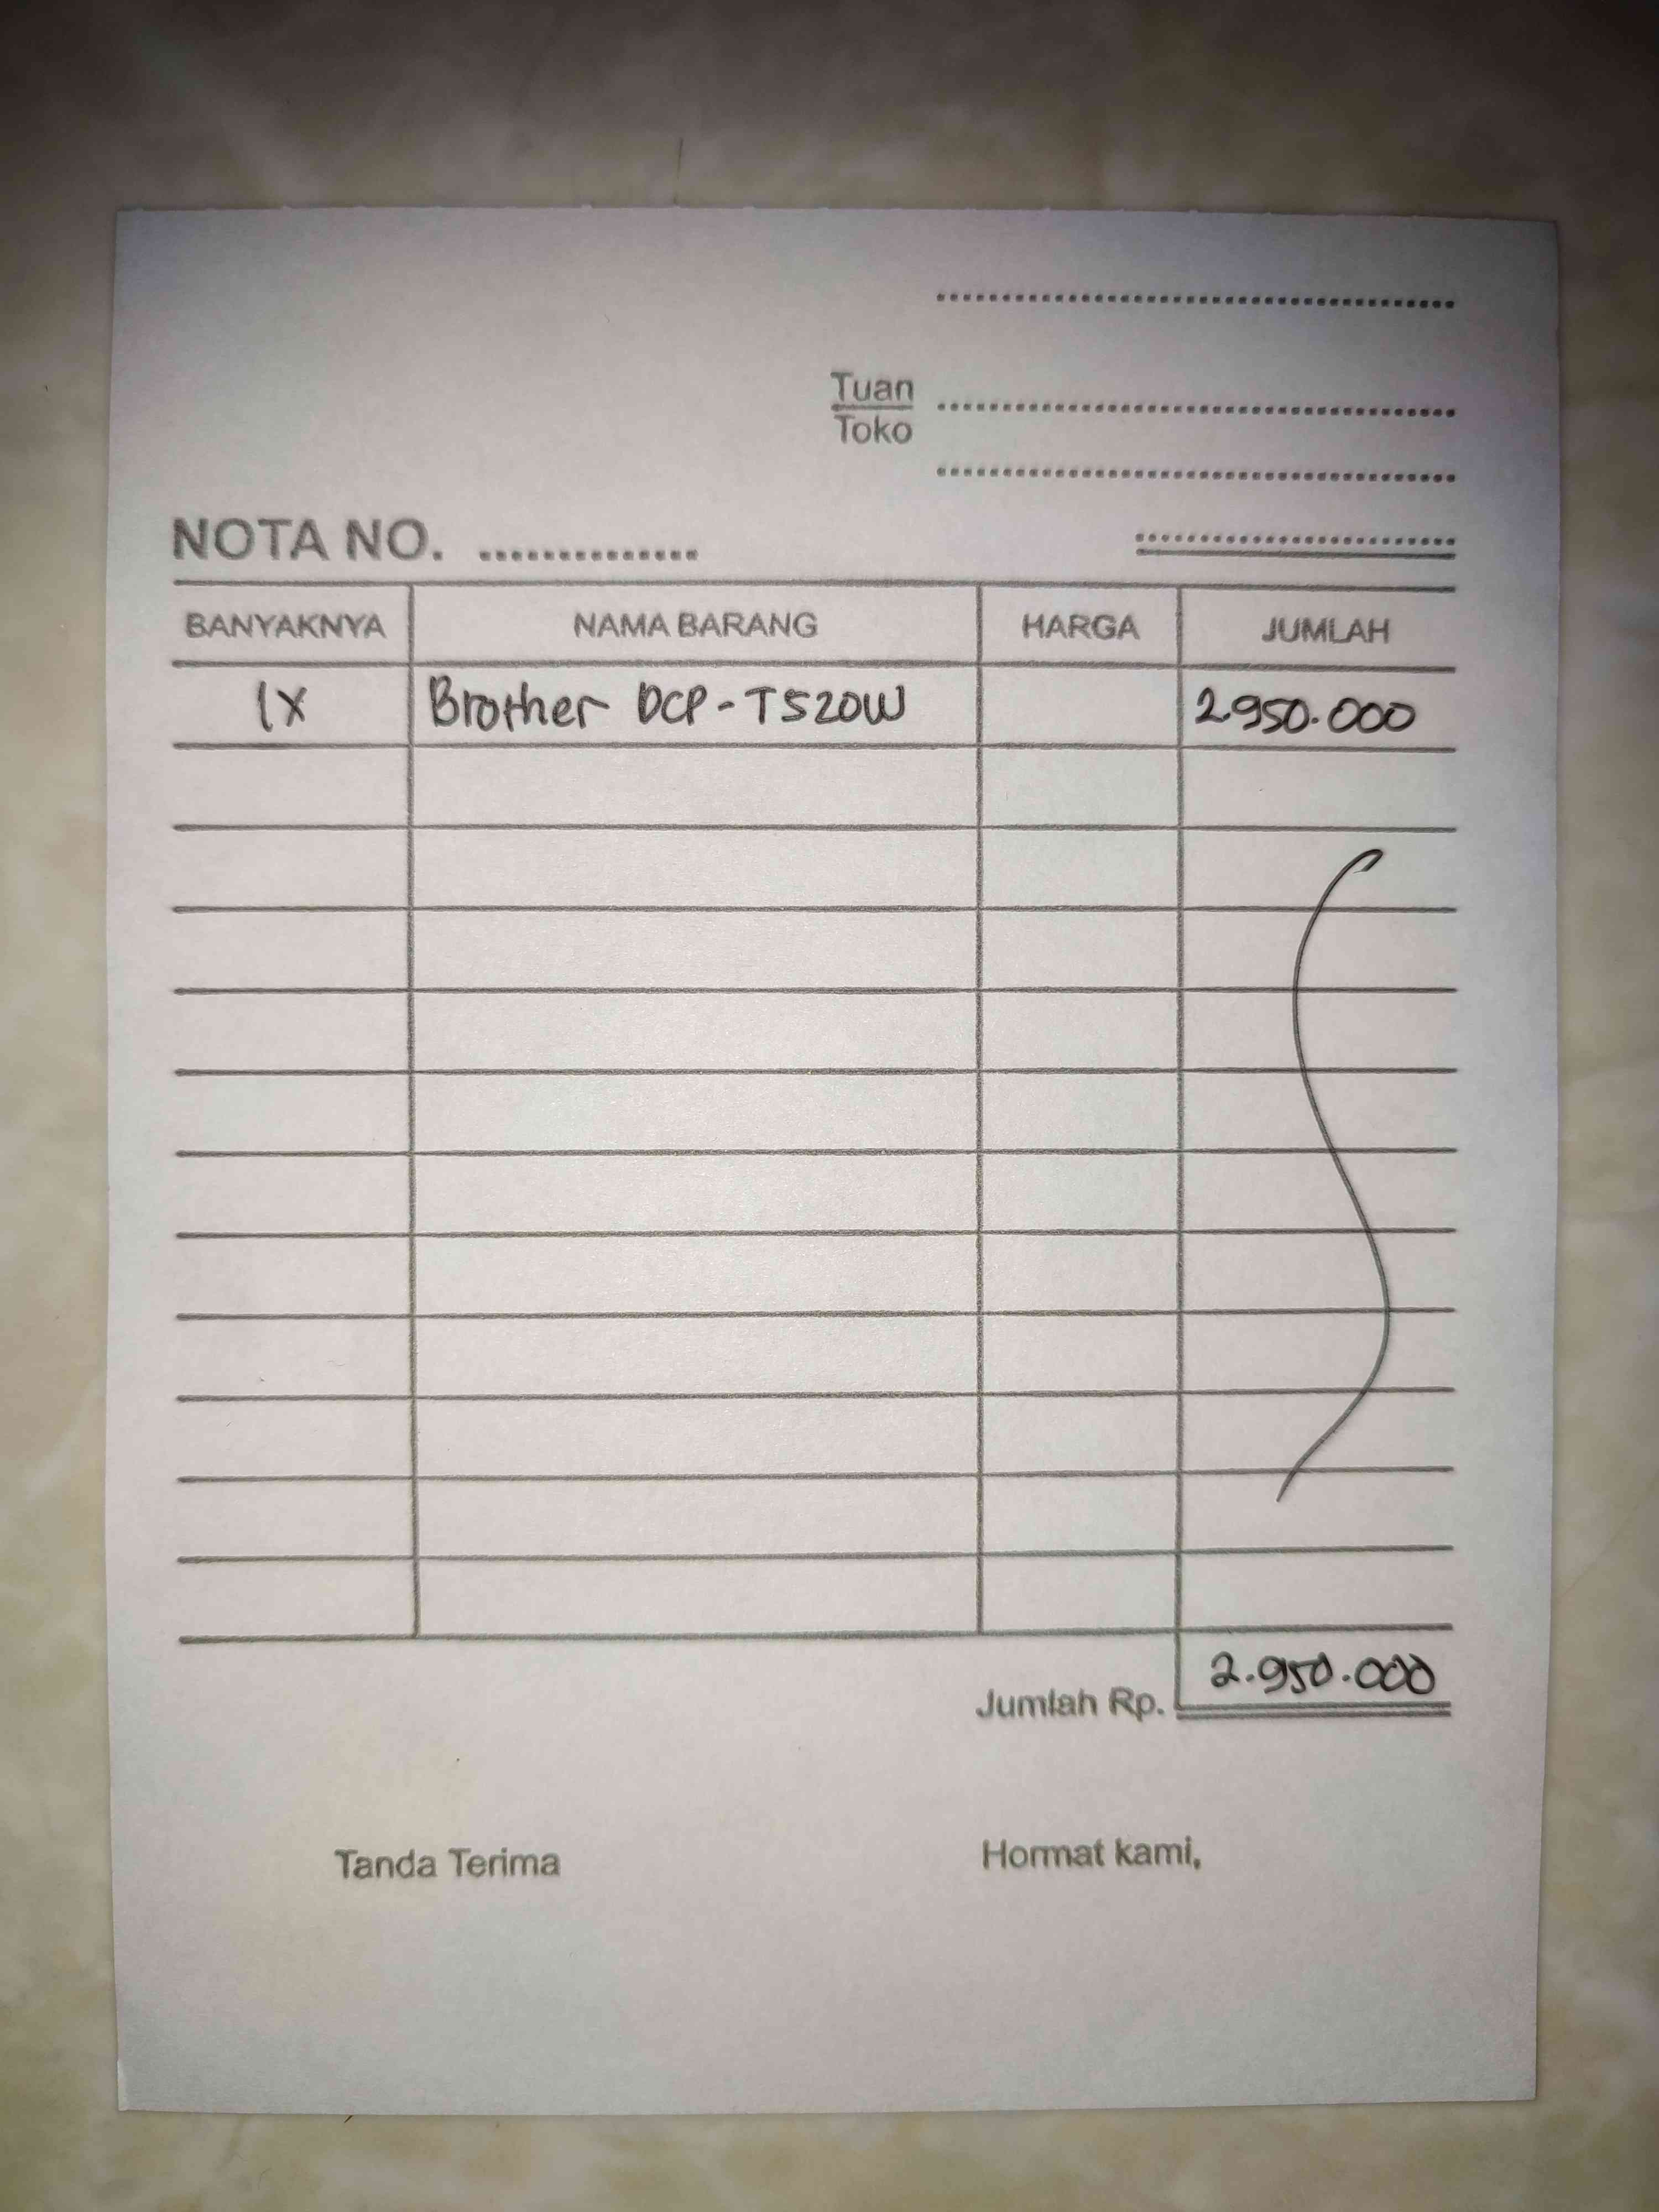 Tuan
Toko
NOTA NO. ..............
BANYAKNYA NAMA BARANG HARGA JUMLAH
1X Brother DCP-T520W 2.950.000
Jumlah Rp. 2.950.000
Tanda Terima Hormat kami,